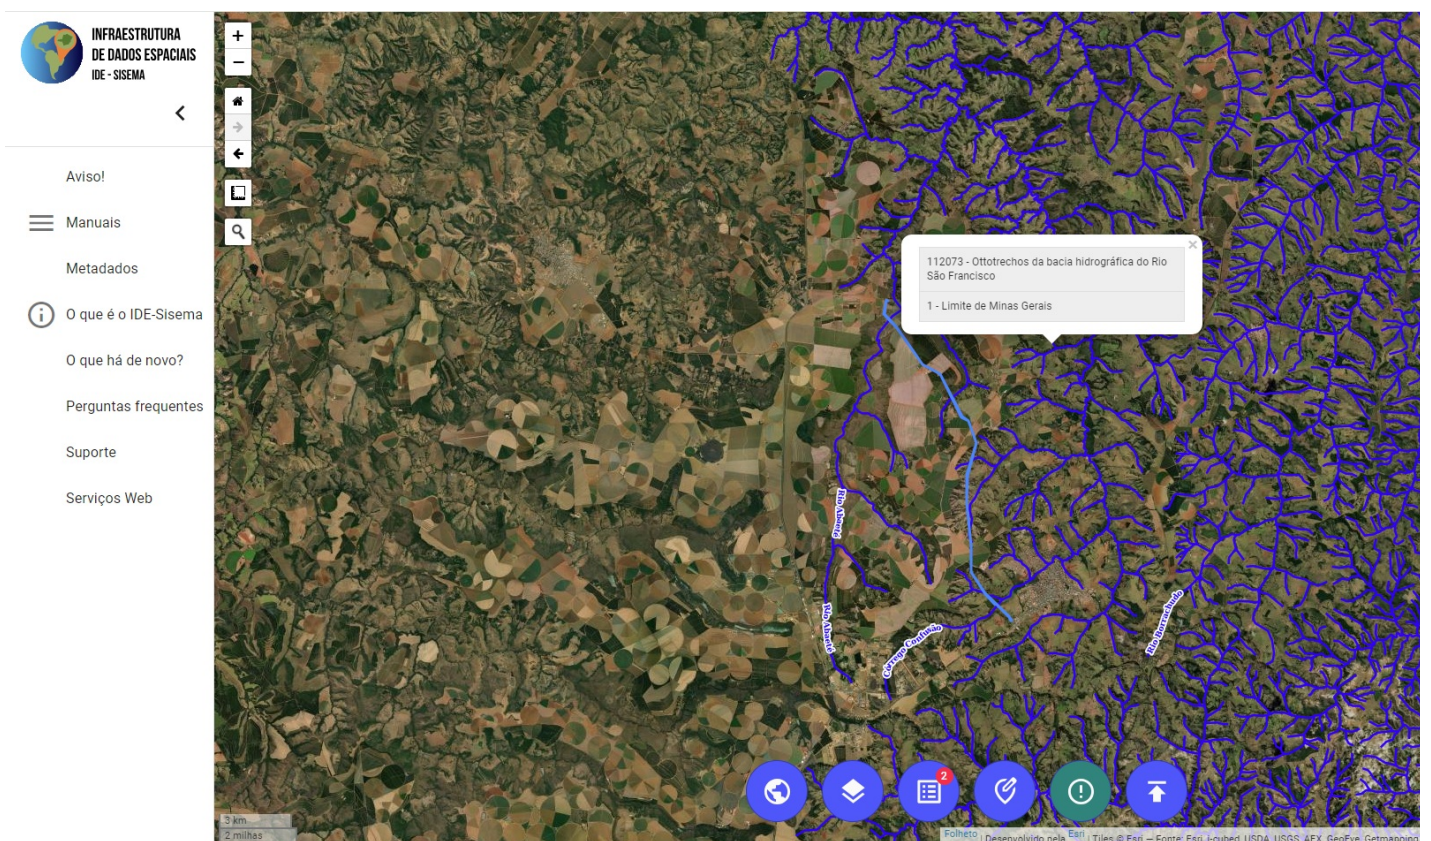 INFRAESTRUTURA
DE DADOS ESPACIAIS
IDE - SISEMA
Aviso!
Manuais
Metadados
O que é o IDE-Sisema
O que há de novo?
Perguntas frequentes
Suporte
Serviços Web
+
−
112073 - Ottotrechos da bacia hidrográfica do Rio
São Francisco
1 - Limite de Minas Gerais
×
Rio Abaeté
Rio Abaeté
Córrego Confusão
Rio Borrachudo
2
3 km
2 milhas
Folheto | Desenvolvido pela Esri | Tiles © Esri — Fonte: Esri, i-cubed, USDA, USGS, AEX, GeoEye, Getmapping